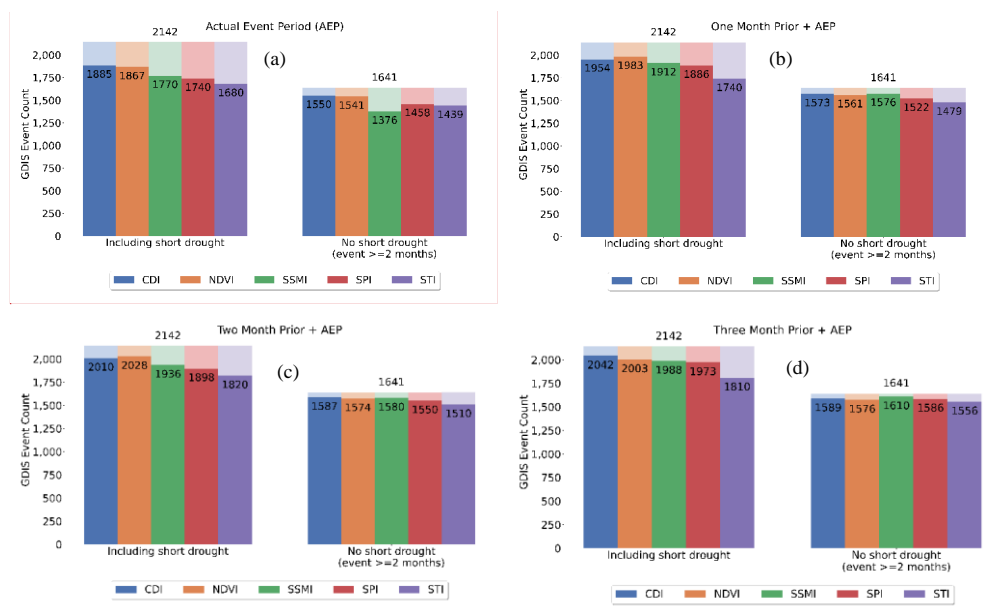 Actual Event Period (AEP)
2142
(a)
2,000
1,750
1,500
1,250
1,000
750
500
250
0
GDIS Event Count
1885 1867 1770 1740 1680
1641
1550 1541 1376 1458 1439
Including short drought
No short drought
(event >=2 months)
CDI NDVI SSMI SPI STI
One Month Prior + AEP
2142
(b)
2,000
1,750
1,500
1,250
1,000
750
500
250
0
GDIS Event Count
1954 1983 1912 1886 1740
1641
1573 1561 1576 1522 1479
Including short drought
No short drought
(event >=2 months)
CDI NDVI SSMI SPI STI
Two Month Prior + AEP
2142
(c)
2,000
1,750
1,500
1,250
1,000
750
500
250
0
GDIS Event Count
2010 2028 1936 1898 1820
1641
1587 1574 1580 1550 1510
Including short drought
No short drought
(event >=2 months)
CDI NDVI SSMI SPI STI
Three Month Prior + AEP
2142
(d)
2,000
1,750
1,500
1,250
1,000
750
500
250
0
GDIS Event Count
2042 2003 1988 1973 1810
1641
1589 1576 1610 1586 1556
Including short drought
No short drought
(event >=2 months)
CDI NDVI SSMI SPI STI